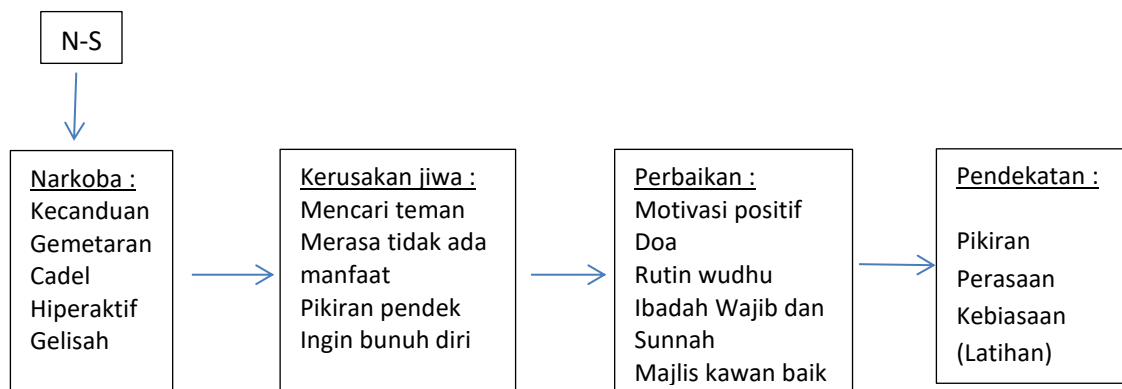 N-S
Narkoba :
Kecanduan
Gemetaran
Cadel
Hiperaktif
Gelisah
Kerusakan jiwa :
Mencari teman
Merasa tidak ada
manfaat
Pikiran pendek
Ingin bunuh diri
Perbaikan :
Motivasi positif
Doa
Rutin wudhu
Ibadah Wajib dan
Sunnah
Majlis kawan baik
Pendekatan :
Pikiran
Perasaan
Kebiasaan
(Latihan)